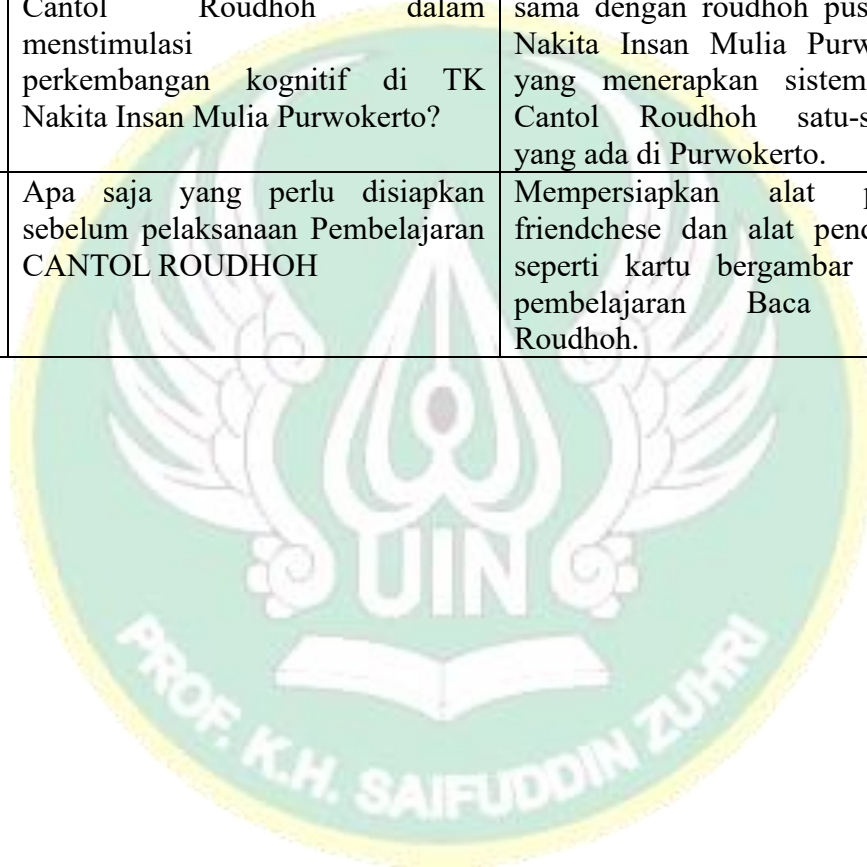 Cantol Roudhoh dalam
menstimulasi
perkembangan kognitif di TK
Nakita Insan Mulia Purwokerto?
sama dengan roudhoh
Nakita Insan Mulia
yang menerapkan sistem
Cantol Roudhoh
yang ada di Purwokerto.
Apa saja yang perlu disiapkan
sebelum pelaksanaan Pembelajaran
CANTOL ROUDHOH
Mempersiapkan alat
friendchese dan alat
seperti kartu bergambar
pembelajaran Baca
Roudhoh.
UIN
PROF. K.H. SAIFUDDIN ZUHRI